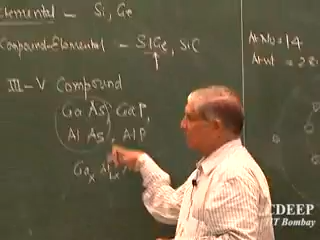 Elemental – Si, Ge
Compound-Elemental – SiGe, SiC
III – V Compound
Ga As, GaP,
Al As, AlP
Ga x Al
At No = 14
At wt = 28
CDEEP
IIT Bombay